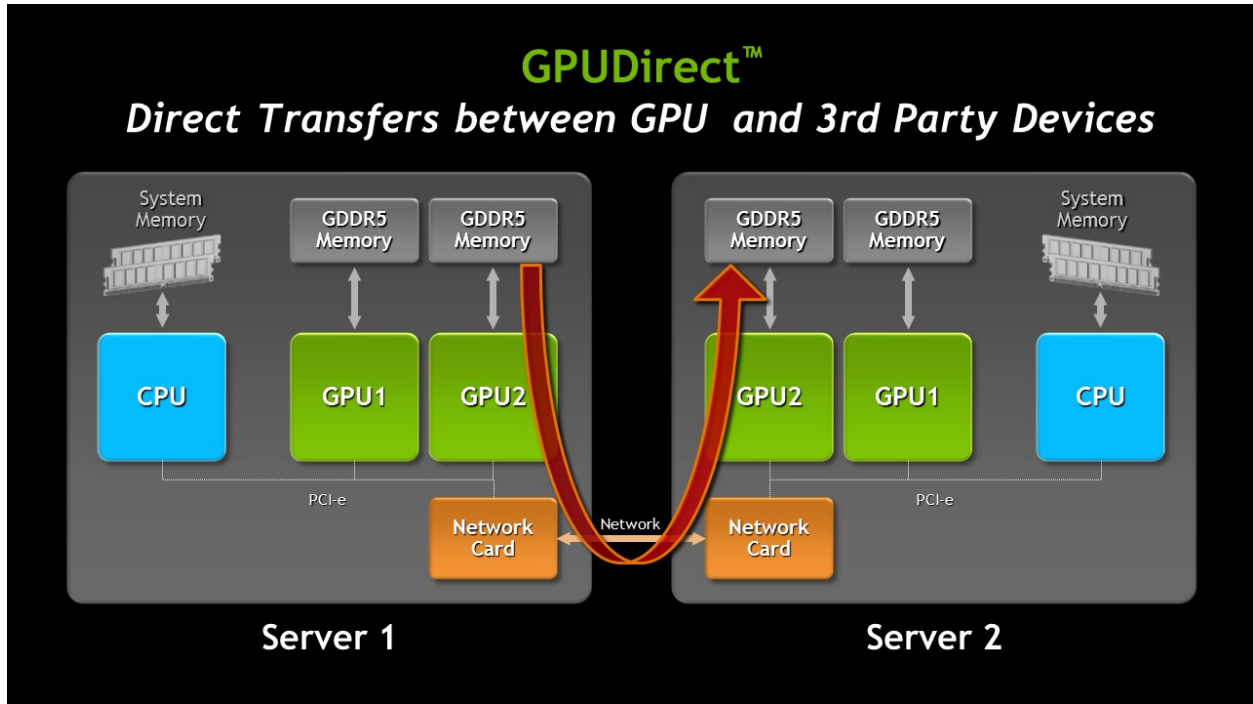 GPUDirect™
Direct Transfers between GPU and 3rd Party Devices
System
Memory
GDDR5
Memory
GDDR5
Memory
CPU
GPU1
GPU2
PCI-e
Network
Card
Server 1
Network
GDDR5
Memory
GDDR5
Memory
System
Memory
GPU2
GPU1
CPU
PCI-e
Network
Card
Server 2